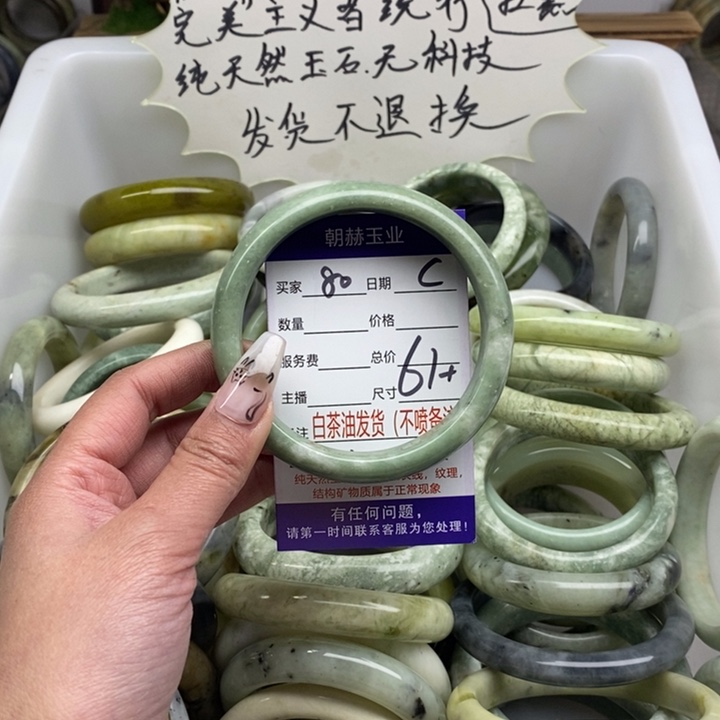 完美主义者绕行
纯天然玉石.无科技
发货不退换
朝赫玉业
买家 80 日期 C
数量 价格
服务费 总价
主播 尺寸 61+
注 白茶油发货（不喷
纯天然 纹理，
结构矿物质属于正常现象
有任何问题，
请第一时间联系客服为您处理！